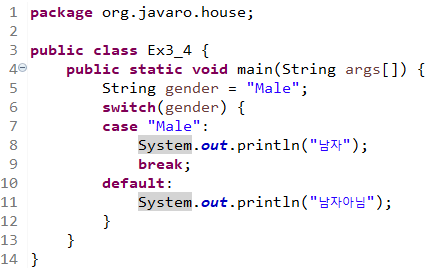 1 package org.javaro.house;
2
3 public class Ex3_4 {
4     public static void main(String args[]) {
5         String gender = "Male";
6         switch(gender) {
7         case "Male":
8             System.out.println("남자");
9             break;
10         default:
11             System.out.println("남자아님");
12         }
13     }
14 }